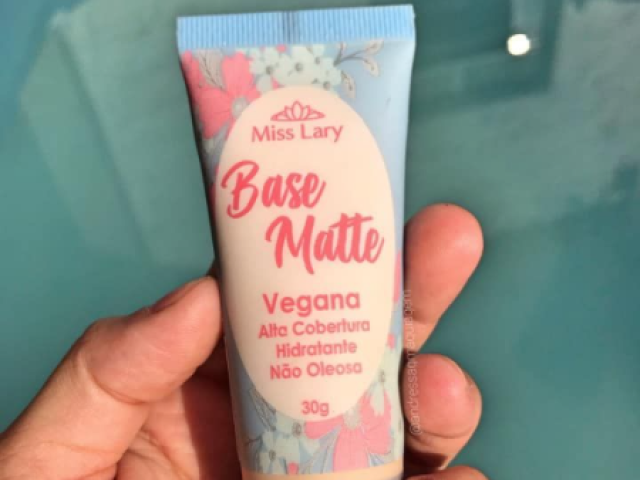 Miss Lary
Base
Matte
Vegana
Alta Cobertura
Hidratante
Não Oleosa
30g